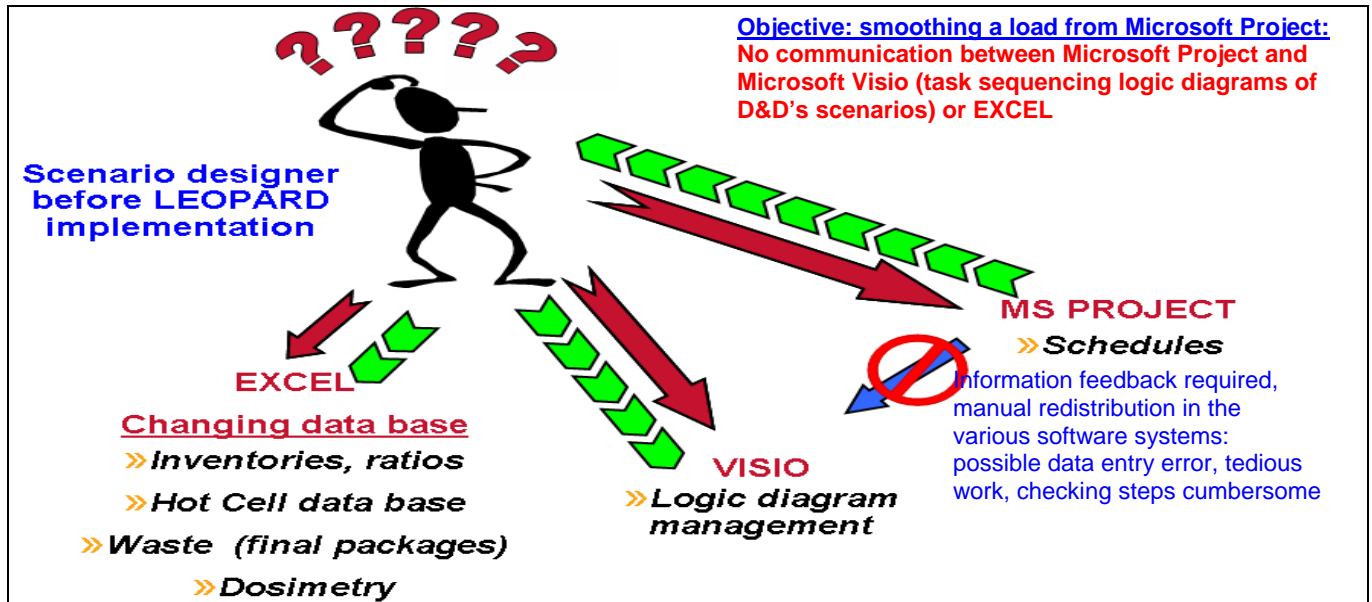 ? ? ? ? ?
Objective: smoothing a load from Microsoft Project:
No communication between Microsoft Project and
Microsoft Visio (task sequencing logic diagrams of
D&D's scenarios) or EXCEL
Scenario designer
before LEOPARD
implementation
MS PROJECT
»Schedules
Information feedback required,
manual redistribution in the
various software systems:
possible data entry error, tedious
work, checking steps cumbersome
EXCEL
Changing data base
»Inventories, ratios
»Hot Cell data base
»Waste (final packages)
»Dosimetry
VISIO
»Logic diagram
management